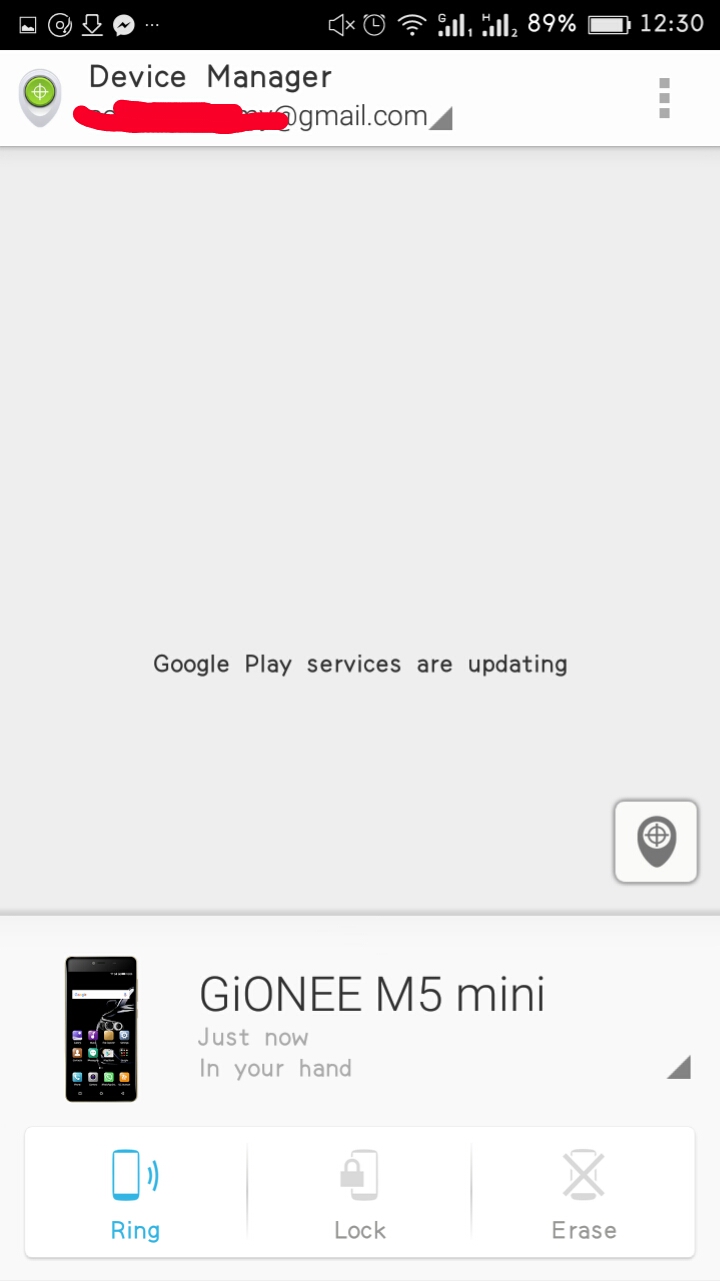 89% 12:30
Device Manager
@gmail.com
Google Play services are updating
GiONEE M5 mini
Just now
In your hand
Ring Lock Erase